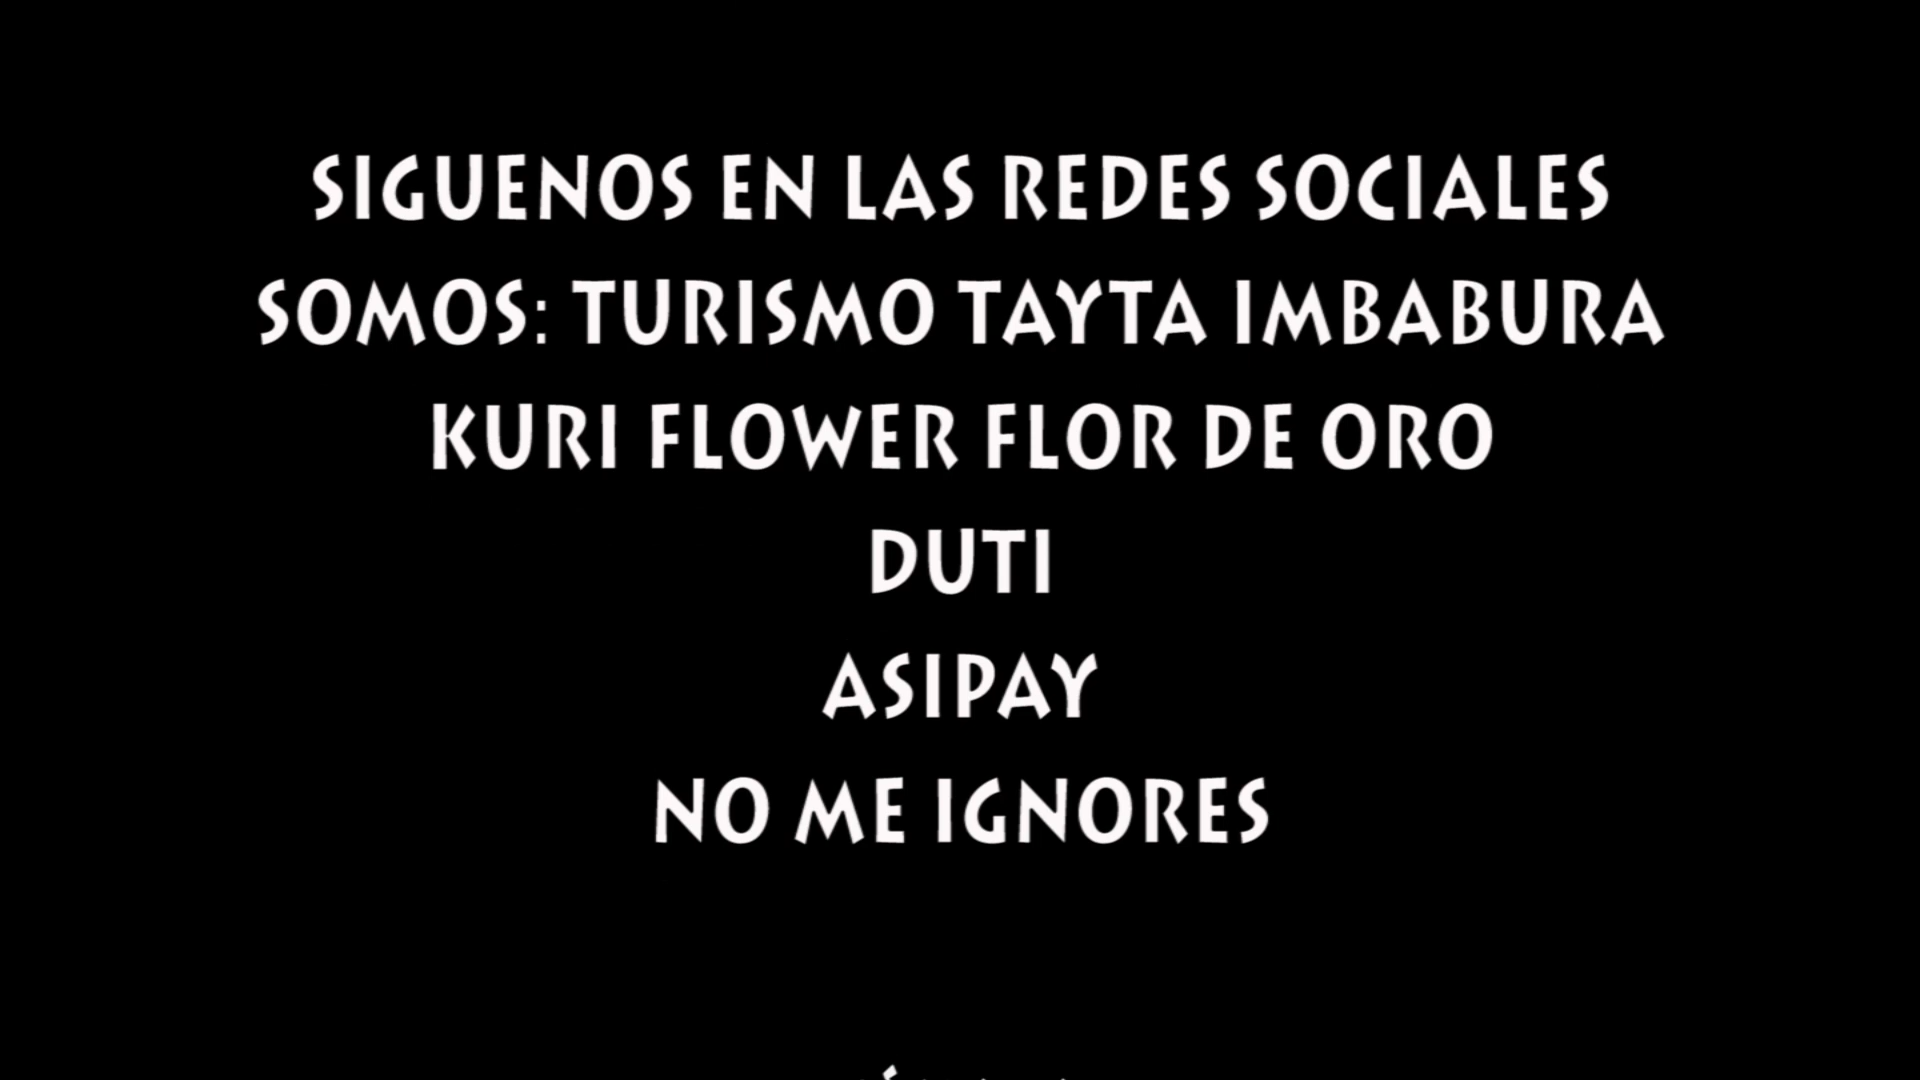 SIGUENOS EN LAS REDES SOCIALES
SOMOS: TURISMO TAYTA IMBABURA
KURI FLOWER FLOR DE ORO
DUTI
ASIPAY
NO ME IGNORES